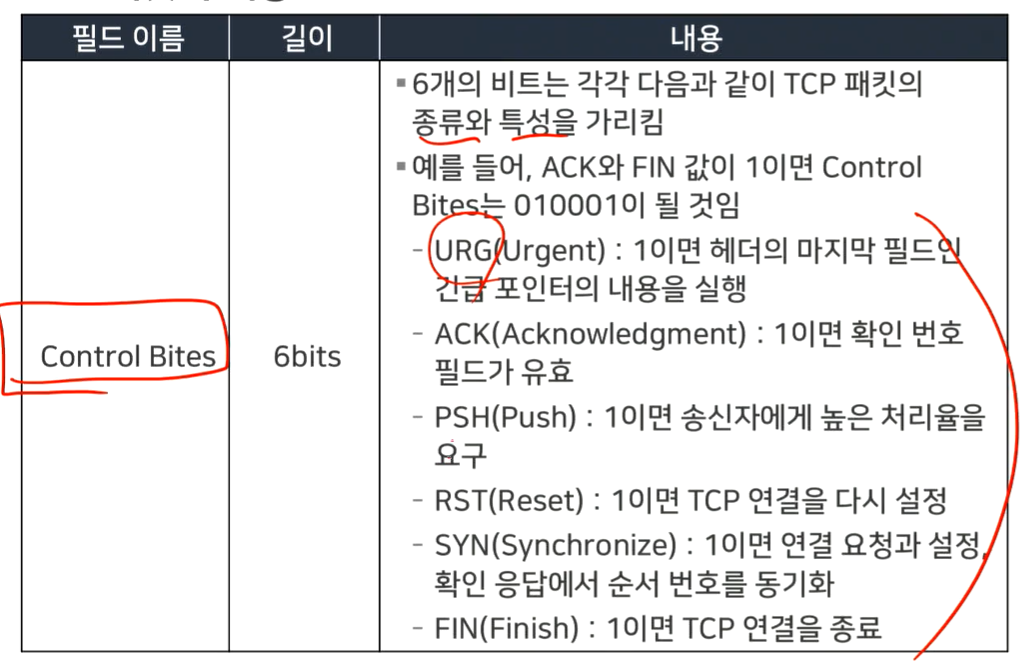 필드 이름 길이 내용
▪6개의 비트는 각각 다음과 같이 TCP 패킷의
종류와 특성을 가리킴
▪예를 들어, ACK와 FIN 값이 1이면 Control
Bites는 010001이 될 것임
- URG(Urgent) : 1이면 헤더의 마지막 필드인
긴급 포인터의 내용을 실행
- ACK(Acknowledgment) : 1이면 확인 번호
필드가 유효
Control Bites 6bits
- PSH(Push) : 1이면 송신자에게 높은 처리율을
요구
- RST(Reset) : 1이면 TCP 연결을 다시 설정
- SYN(Synchronize) : 1이면 연결 요청과 설정,
확인 응답에서 순서 번호를 동기화
- FIN(Finish) : 1이면 TCP 연결을 종료